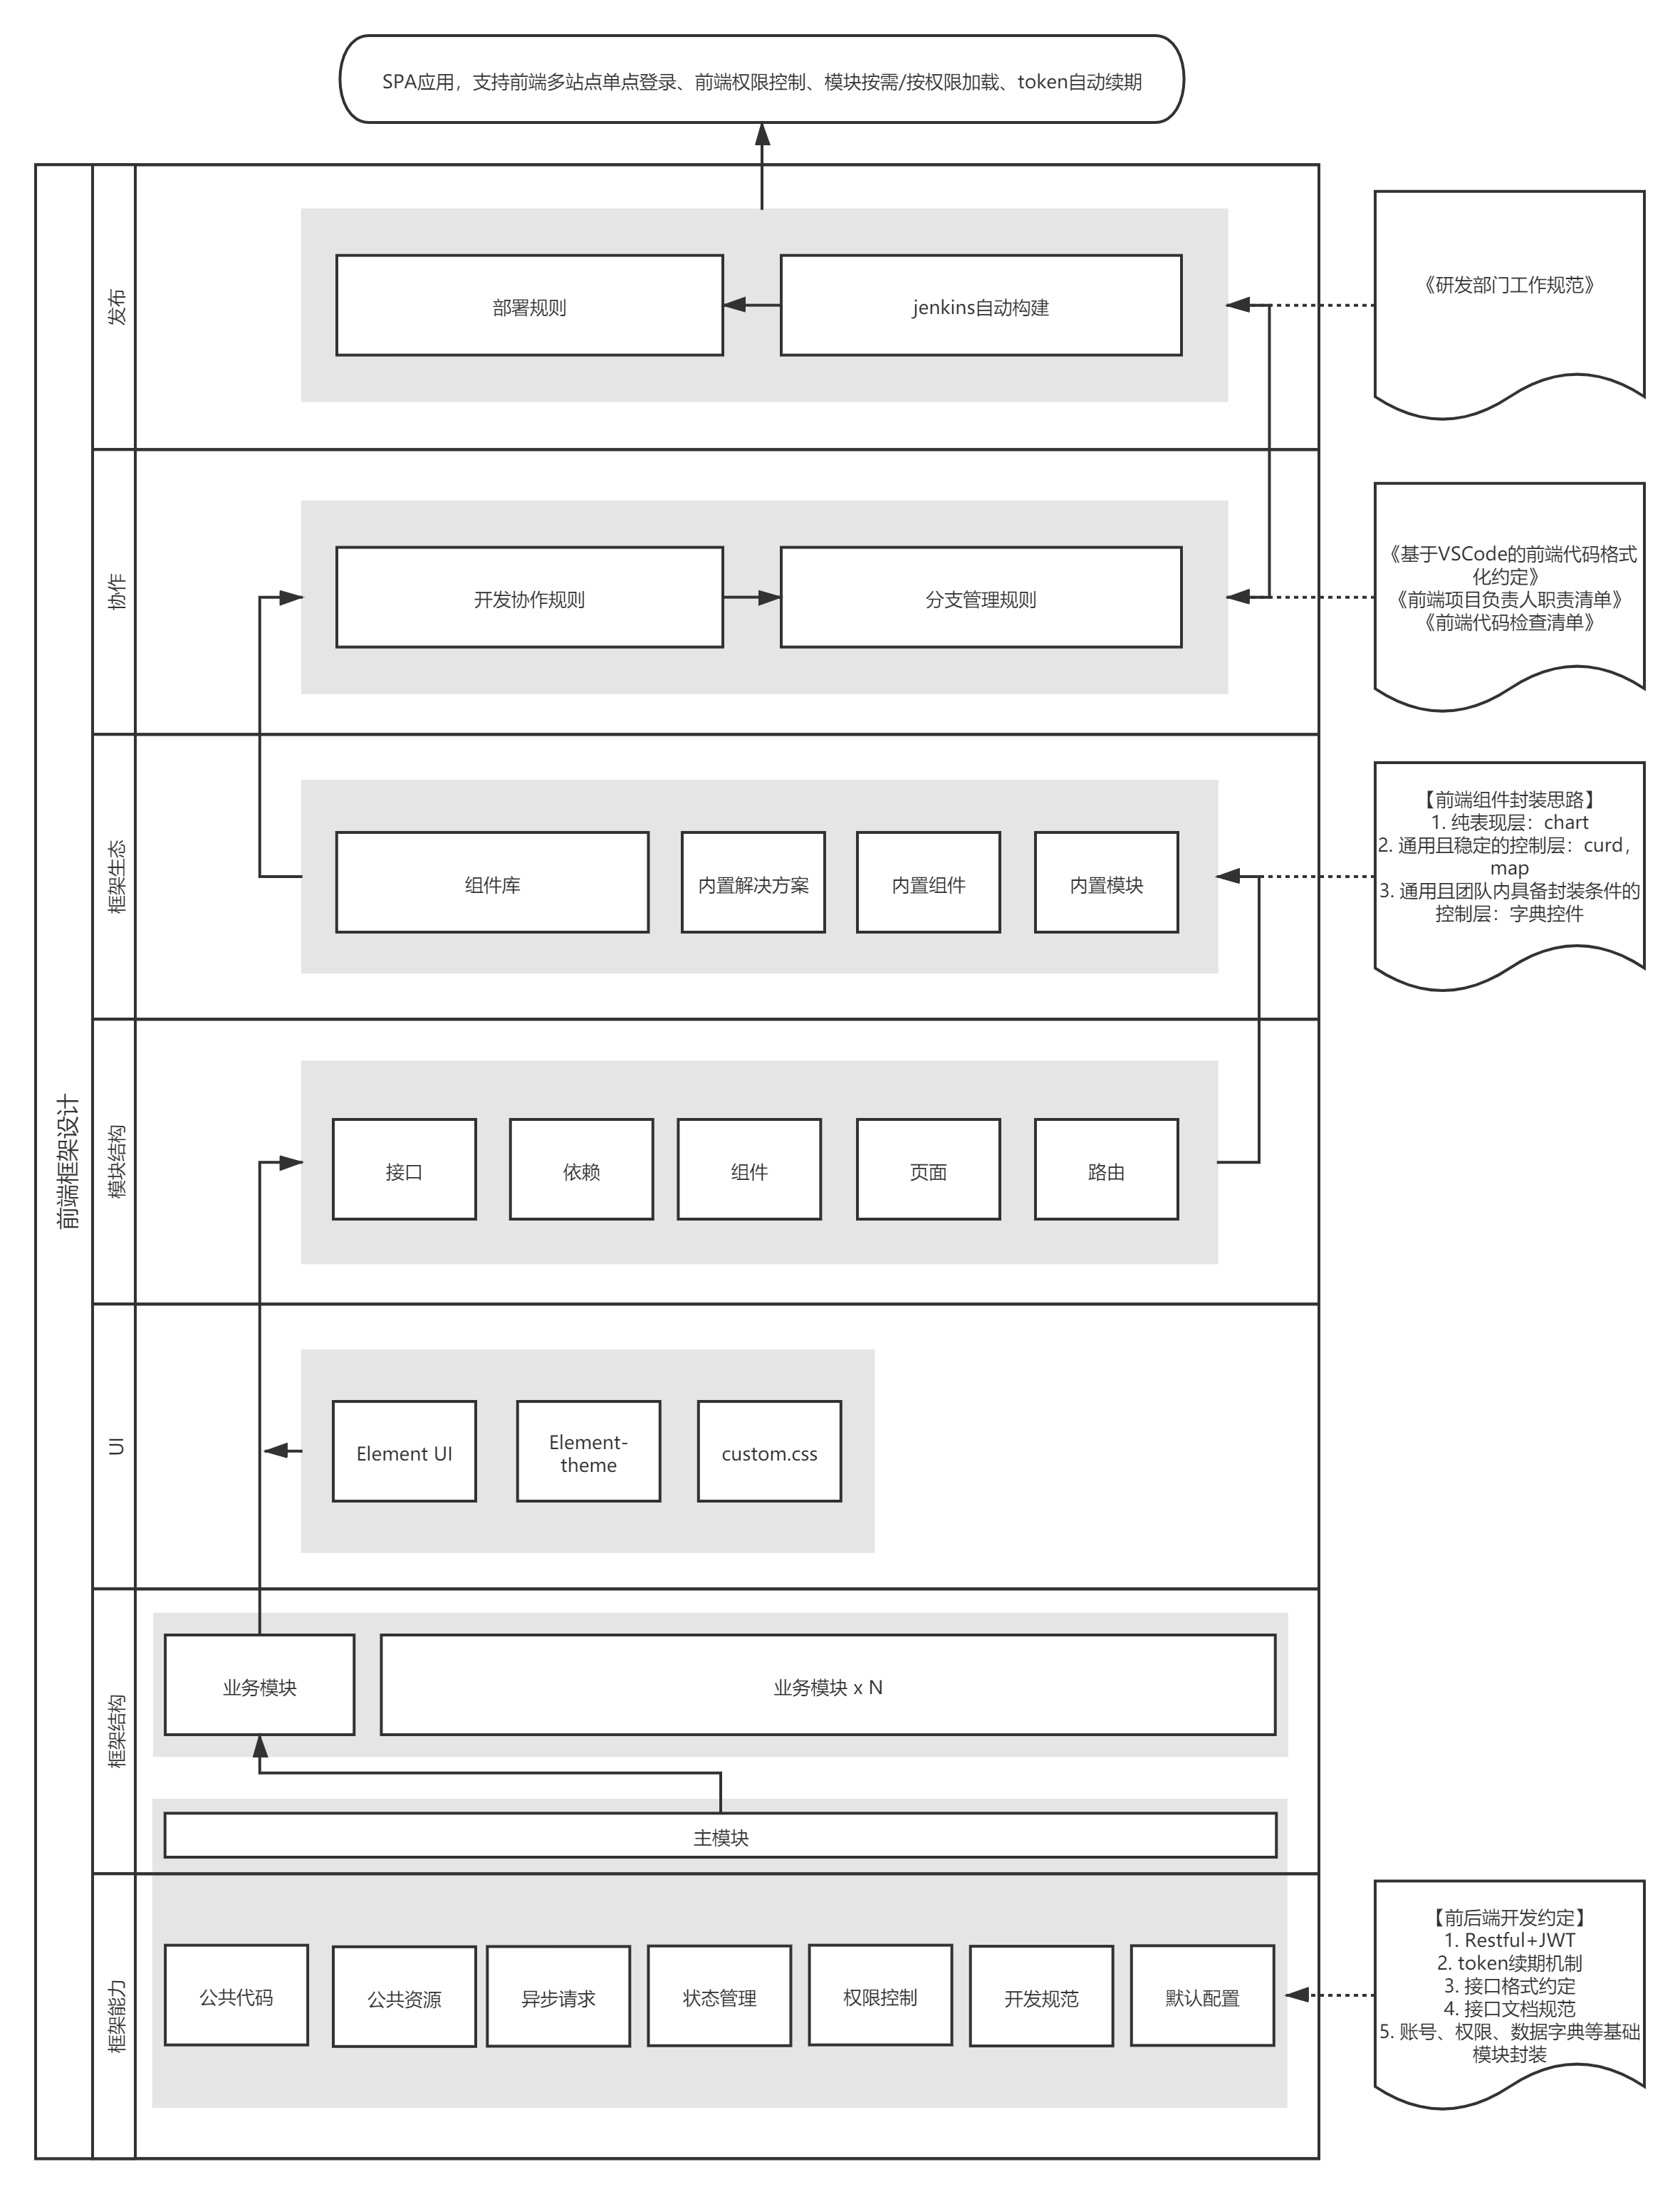 SPA应用，支持前端多站点单点登录、前端权限控制、模块按需/按权限加载、token自动续期
前端框架设计
发布
部署规则
jenkins自动构建
《研发部门工作规范》
协作
开发协作规则
分支管理规则
《基于VSCode的前端代码格式
化约定》
《前端项目负责人职责清单》
《前端代码检查清单》
框架生态
组件库
内置解决方案
内置组件
内置模块
【前端组件封装思路】
1. 纯表现层：chart
2. 通用且稳定的控制层：curd，
map
3. 通用且团队内具备封装条件的
控制层：字典控件
模块结构
接口
依赖
组件
页面
路由
UI
Element UI
Element-
theme
custom.css
框架结构
业务模块
业务模块 x N
主模块
框架能力
公共代码
公共资源
异步请求
状态管理
权限控制
开发规范
默认配置
【前后端开发约定】
1. Restful+JWT
2. token续期机制
3. 接口格式约定
4. 接口文档规范
5. 账号、权限、数据字典等基础
模块封装